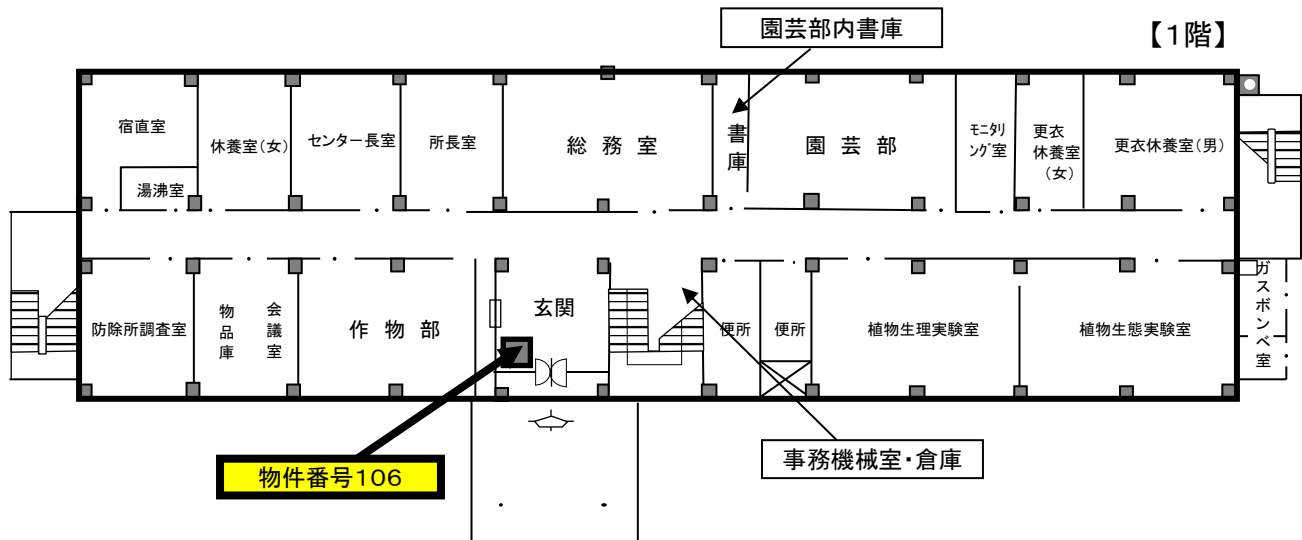 園芸部内書庫
【1階】
宿直室
湯沸室
休養室(女)
センター長室
所長室
総務室
書庫
園芸部
モニタリ
ング室
更衣
休養室
(女)
更衣休養室(男)
防除所調査室
物品庫
会議室
作物部
玄関
便所
便所
植物生理実験室
植物生態実験室
ガスボンベ室
物件番号106
事務機械室・倉庫